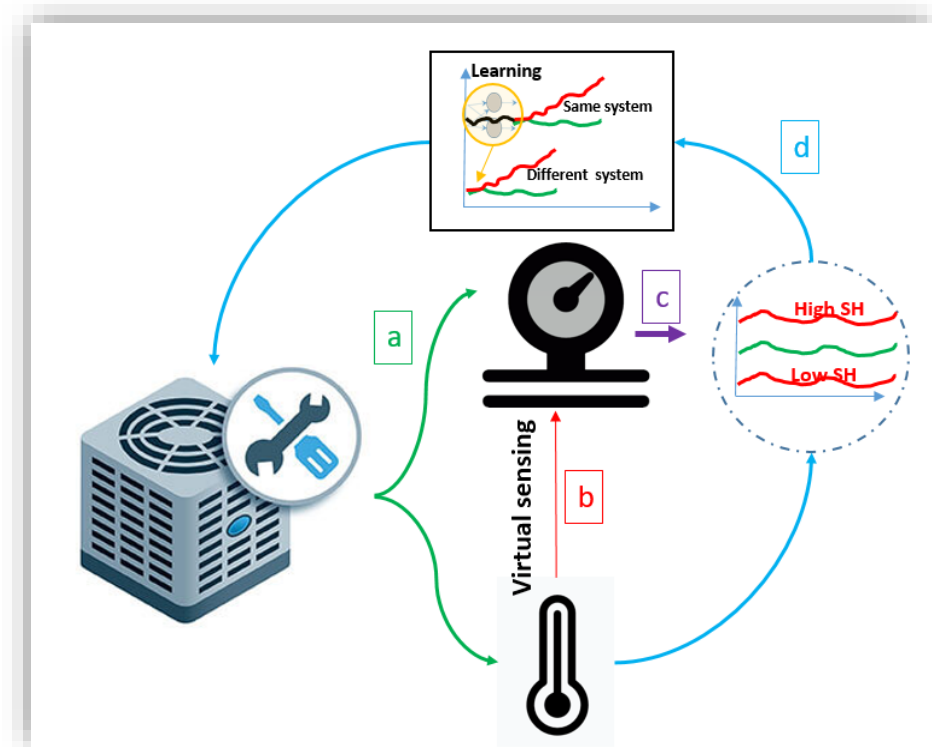 Learning
Same system
Different system
d
a
c
High SH
Low SH
Virtual sensing
b